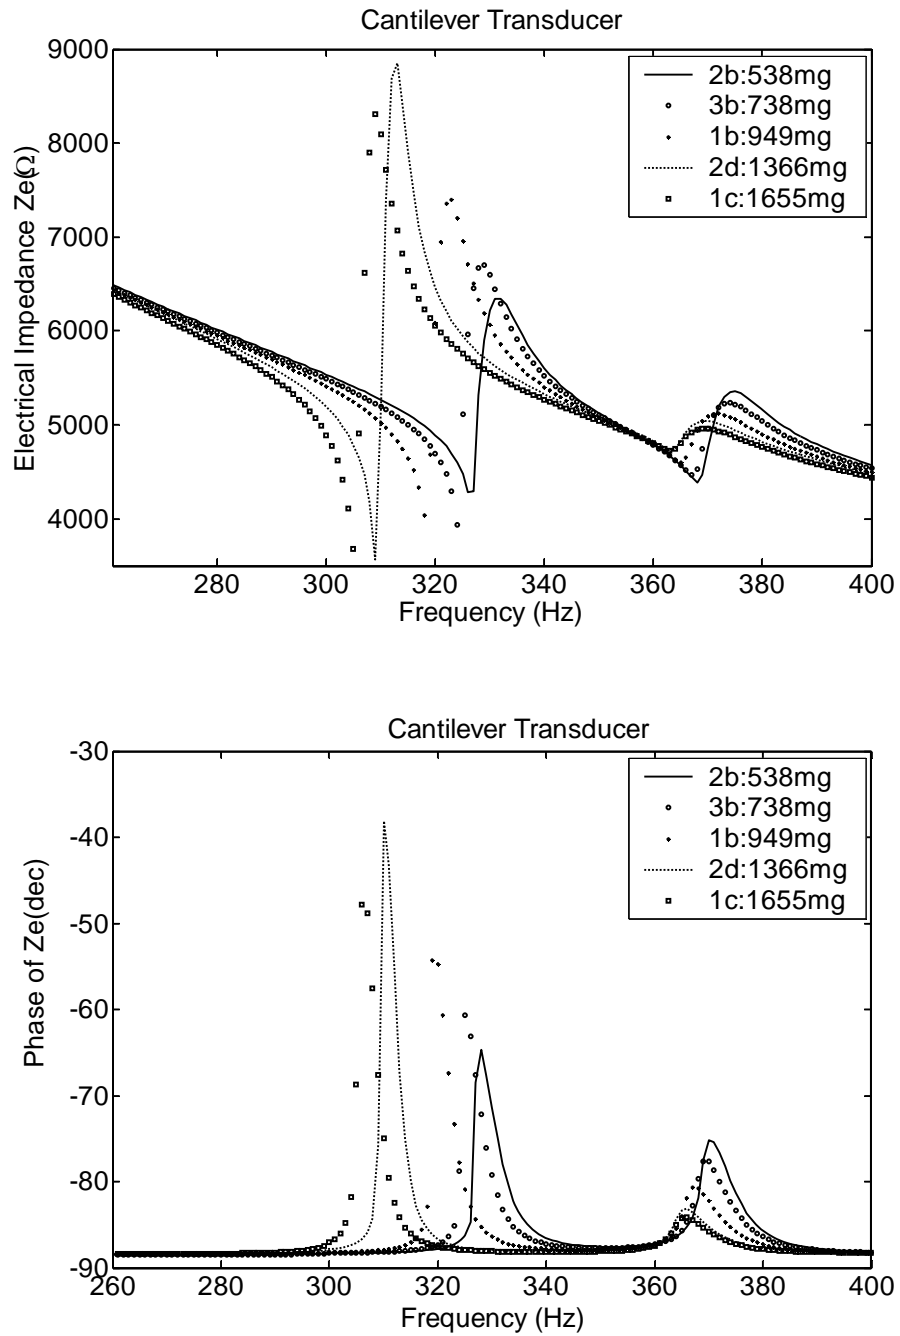 Cantilever Transducer
9000
8000
7000
6000
5000
4000
Electrical Impedance Ze(Ω)
2b:538mg
3b:738mg
1b:949mg
2d:1366mg
1c:1655mg
280 300 320 340 360 380 400
Frequency (Hz)
Cantilever Transducer
-30
-40
-50
-60
-70
-80
-90
Phase of Ze(dec)
2b:538mg
3b:738mg
1b:949mg
2d:1366mg
1c:1655mg
260 280 300 320 340 360 380 400
Frequency (Hz)